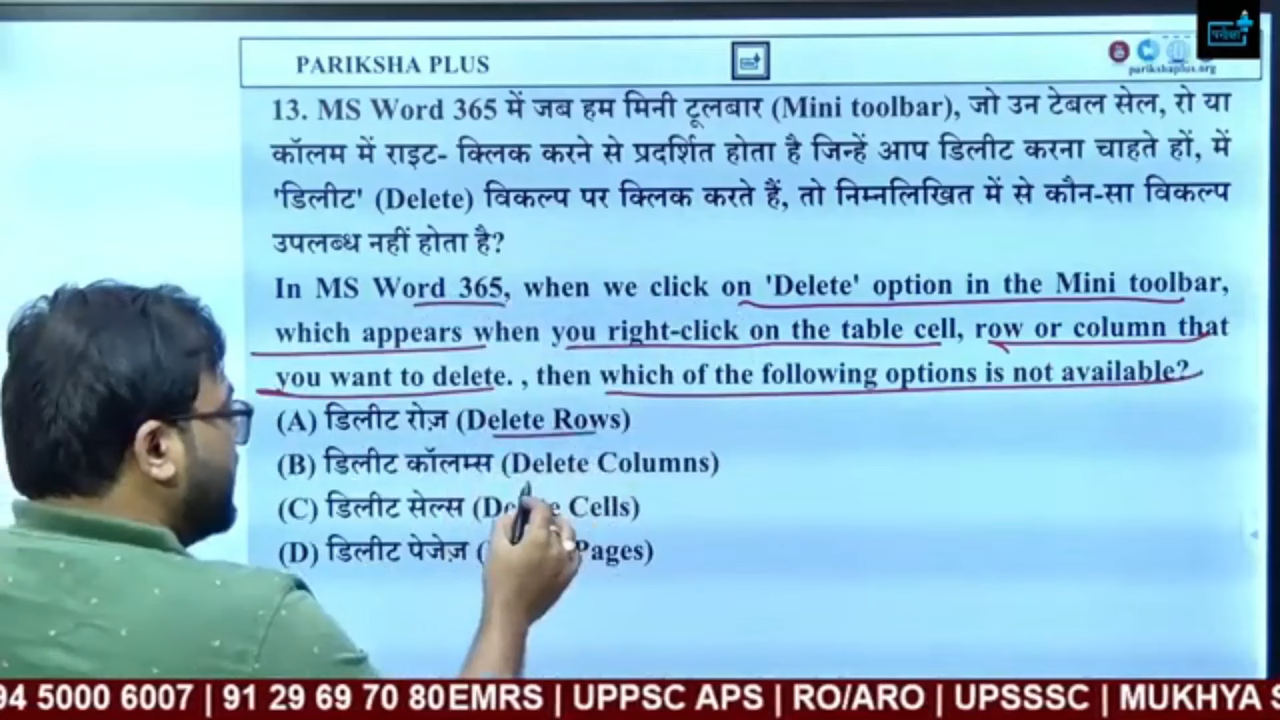 परीक्षा
PARIKSHA PLUS
parikshaplus.org
13. MS Word 365 में जब हम मिनी टूलबार (Mini toolbar), जो उन टेबल सेल, रो या
कॉलम में राइट- क्लिक करने से प्रदर्शित होता है जिन्हें आप डिलीट करना चाहते हों, में
'डिलीट' (Delete) विकल्प पर क्लिक करते हैं, तो निम्नलिखित में से कौन-सा विकल्प
उपलब्ध नहीं होता है?
In MS Word 365, when we click on 'Delete' option in the Mini toolbar,
which appears when you right-click on the table cell, row or column that
you want to delete. , then which of the following options is not available?
(A) डिलीट रोज़ (Delete Rows)
(B) डिलीट कॉलम्स (Delete Columns)
(C) डिलीट सेल्स (De e Cells)
(D) डिलीट पेजेज़ ( Pages)
94 5000 6007 | 91 29 69 70 80EMRS | UPPSC APS | RO/ARO | UPSSSC | MUKHYA S